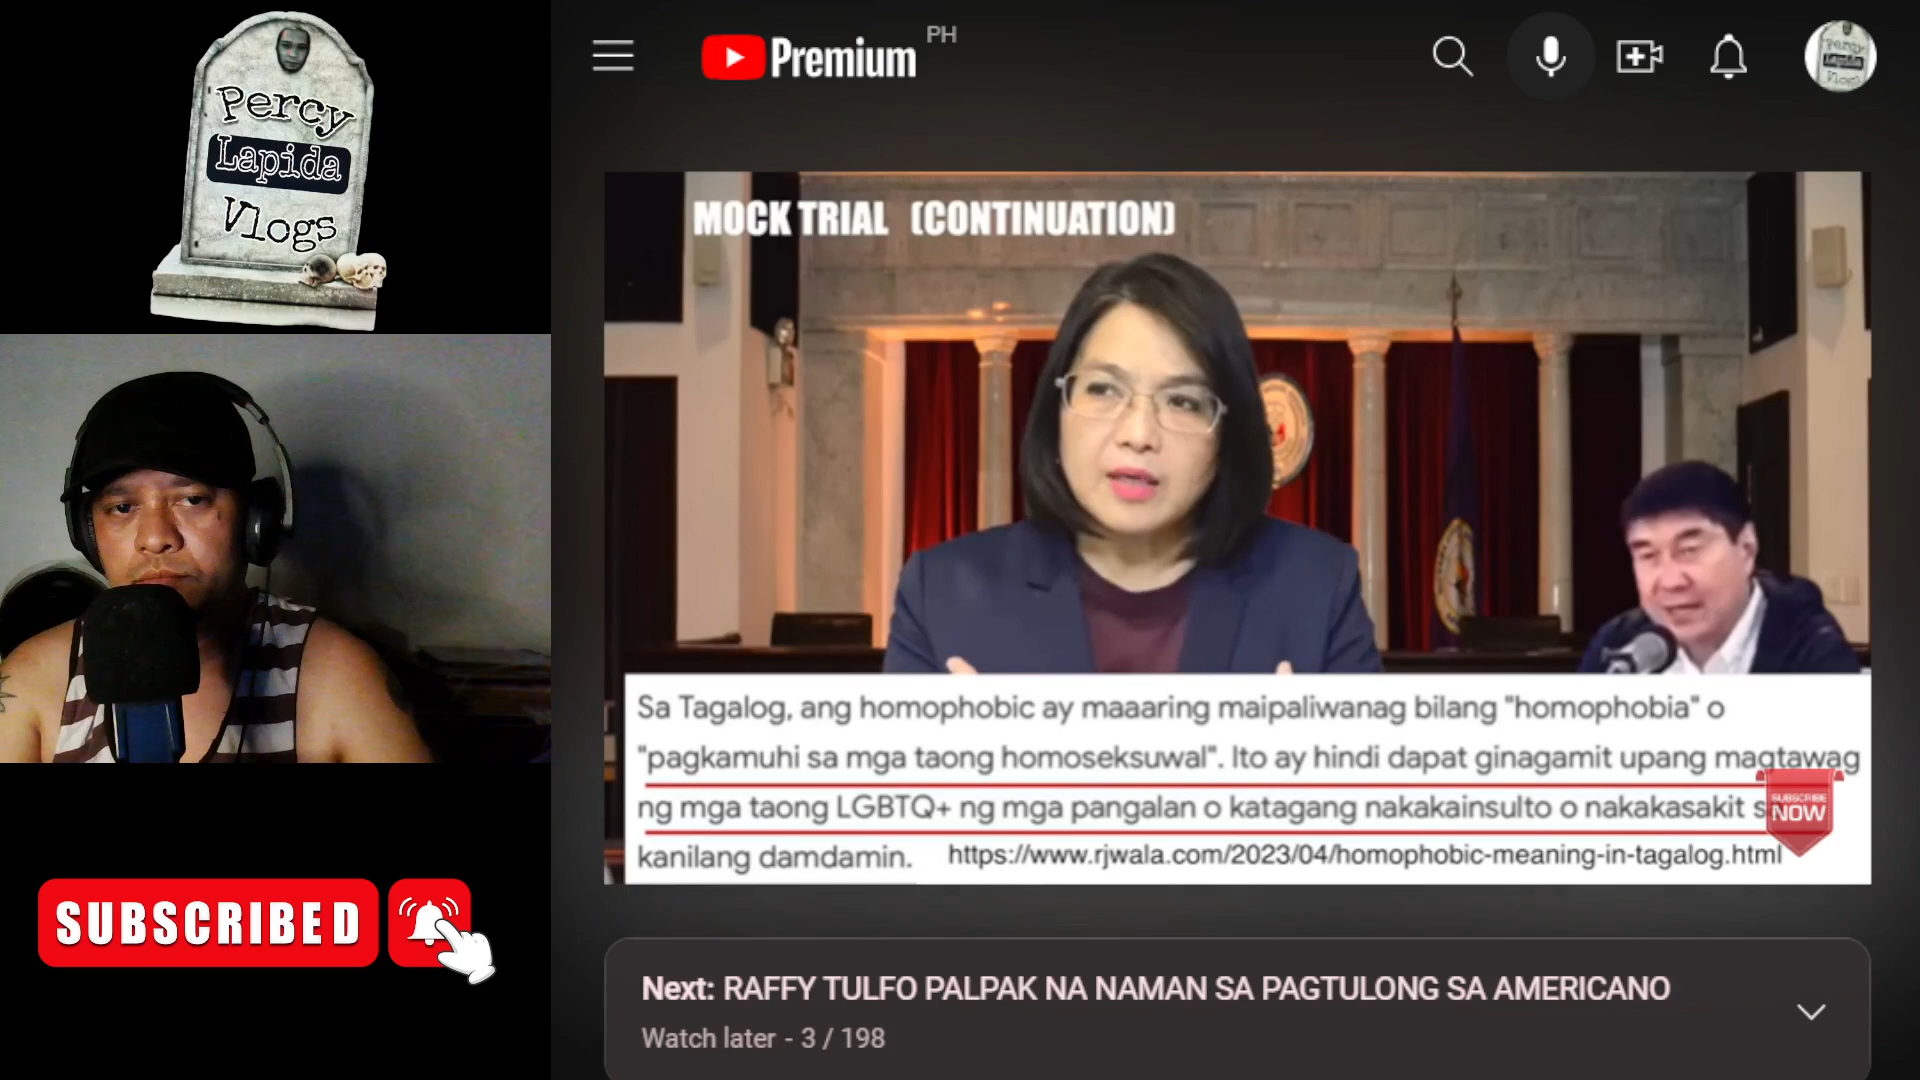 Percy
Lapida
Vlogs
SUBSCRIBED
Premium
PH
Percy
Lapida
Vlogs
MOCK TRIAL (CONTINUATION)
Sa Tagalog, ang homophobic ay maaaring maipaliwanag bilang "homophobia" o
"pagkamuhi sa mga taong homoseksuwal". Ito ay hindi dapat ginagamit upang magtawag
ng mga taong LGBTQ+ ng mga pangalan o katagang nakakainsulto o nakakasakit
kanilang damdamin. https://www.rjwala.com/2023/04/homophobic-meaning-in-tagalog.html
SUBSCRIBE
NOW
Next: RAFFY TULFO PALPAK NA NAMAN SA PAGTULONG SA AMERICANO
Watch later - 3 / 198